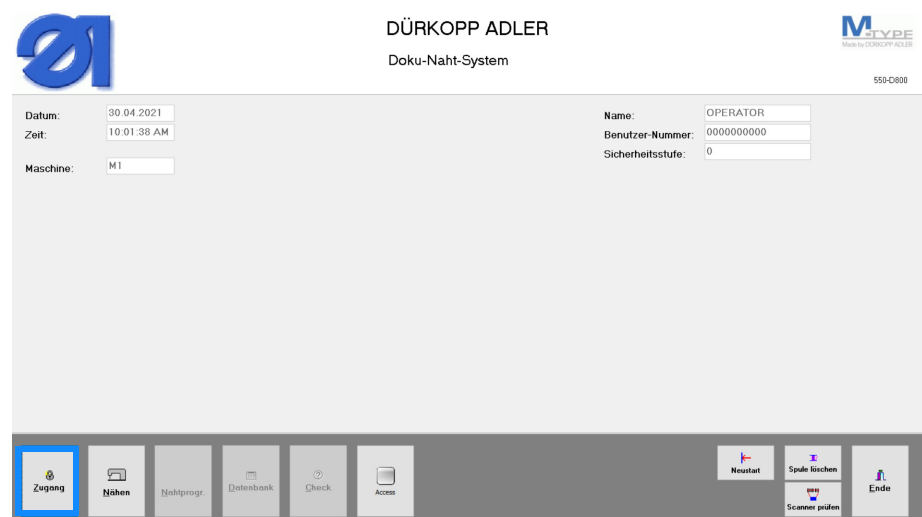 DÜRKOPP ADLER
Doku-Naht-System
M-TYPE
Made by DÜRKOPP ADLER
550-D800
Datum: 30.04.2021
Zeit: 10:01:38 AM
Maschine: M1
Name: OPERATOR
Benutzer-Nummer: 0000000000
Sicherheitsstufe: 0
Zugang
Nähen
Nahtprogr.
Datenbank
Check
Access
Neustart
Spule löschen
Scanner prüfen
Ende